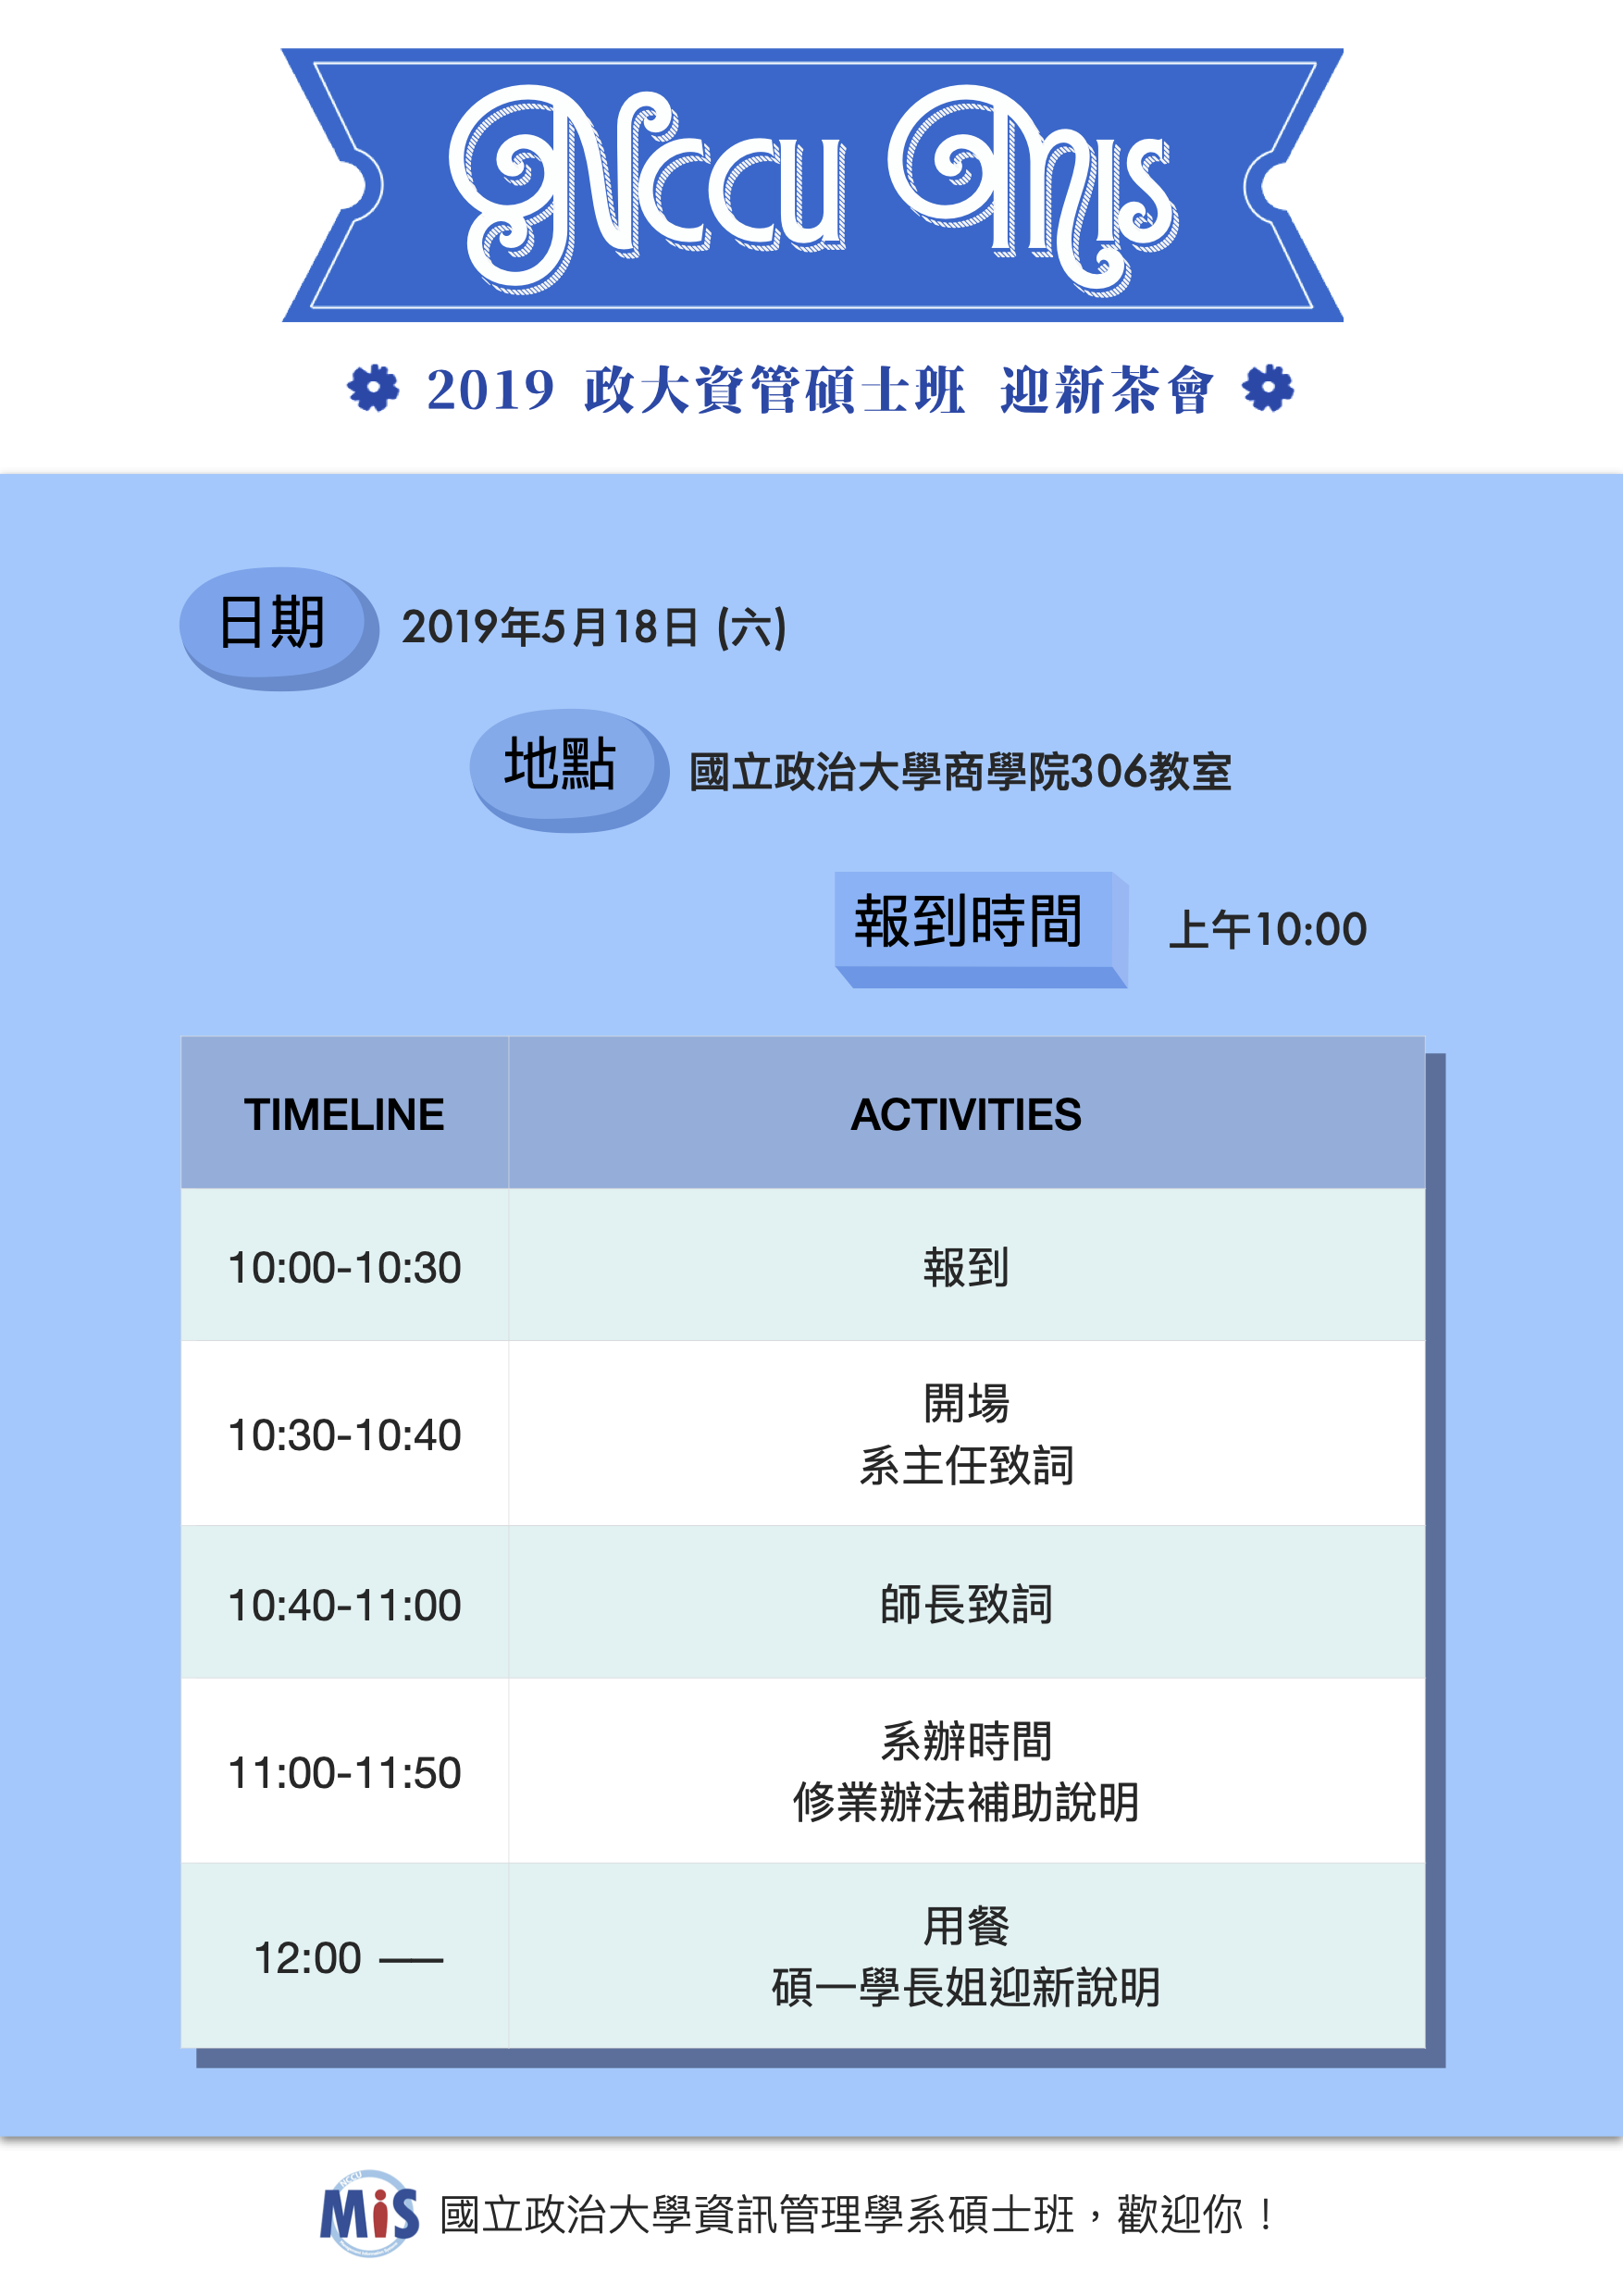 Nccu Mis
2019 政大資管碩士班 迎新茶會
日期 2019年5月18日 (六)
地點 國立政治大學商學院306教室
報到時間 上午10:00
TIMELINE ACTIVITIES
10:00-10:30 報到
開場
10:30-10:40
系主任致詞
10:40-11:00 師長致詞
系辦時間
11:00-11:50
修業辦法補助說明
用餐
12:00 ──
碩一學長姐迎新說明
NCCU
MiS 國立政治大學資訊管理學系碩士班，歡迎你！